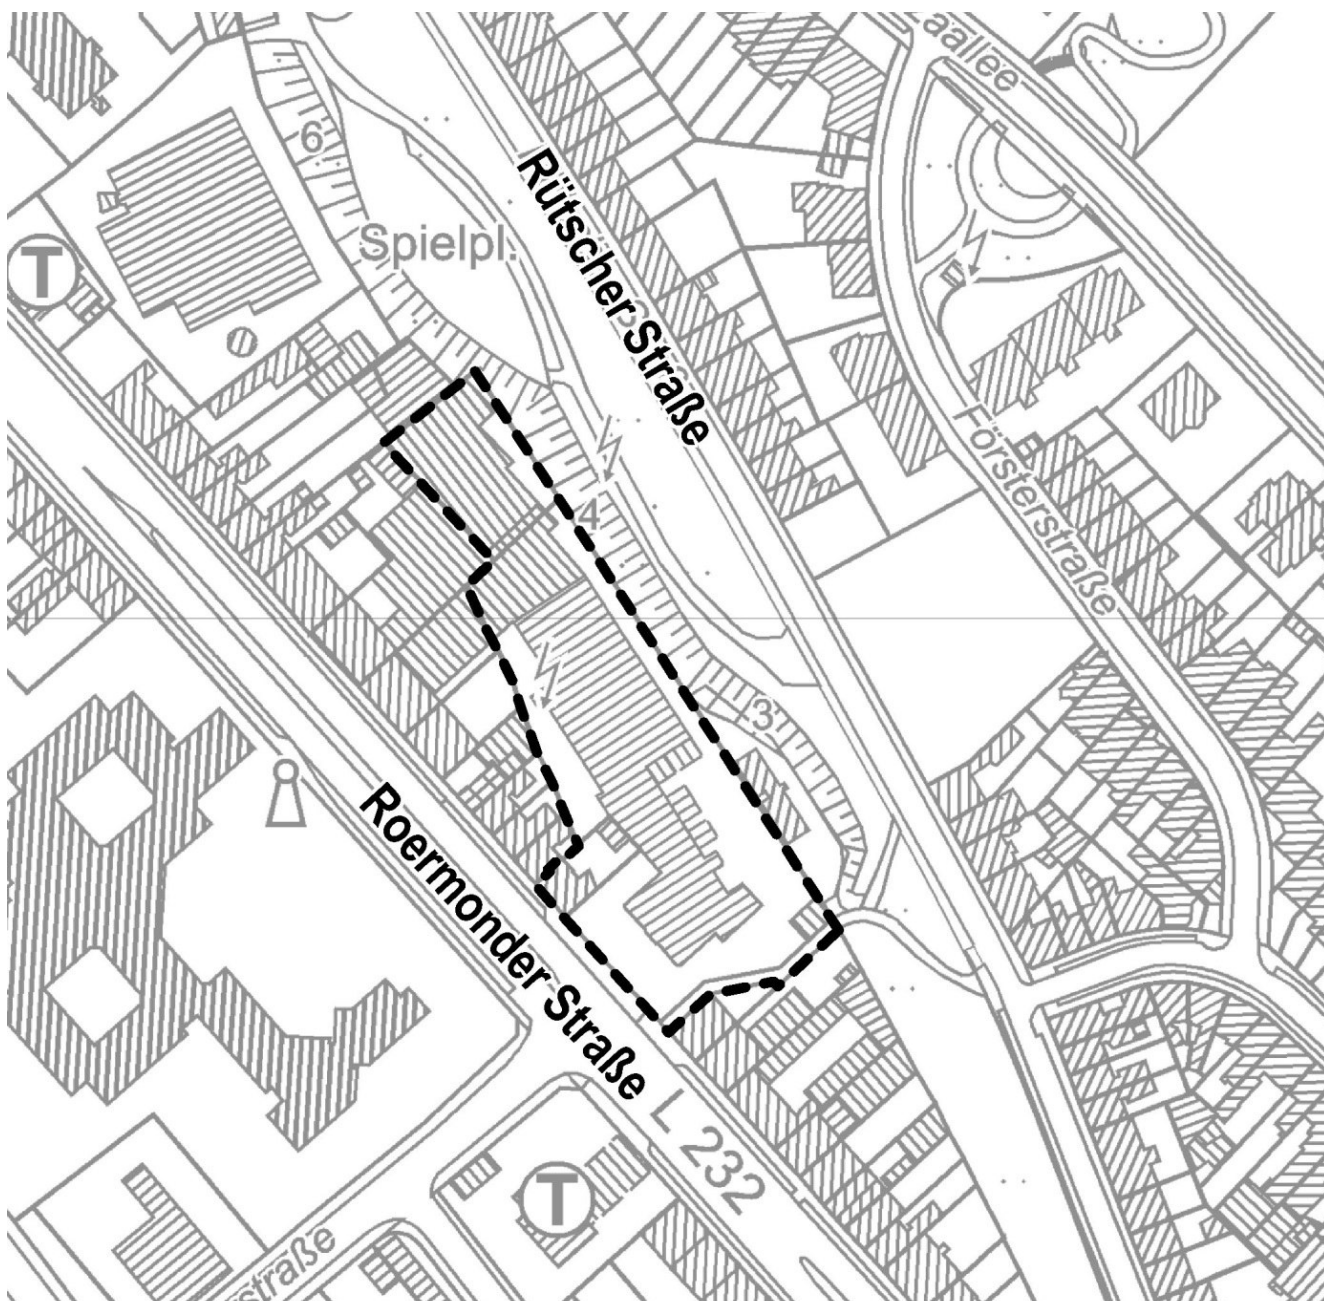 6
Spielpl.
T
Rütscher Straße
Försterstraße
4
3
Roermonder Straße
L 232
T